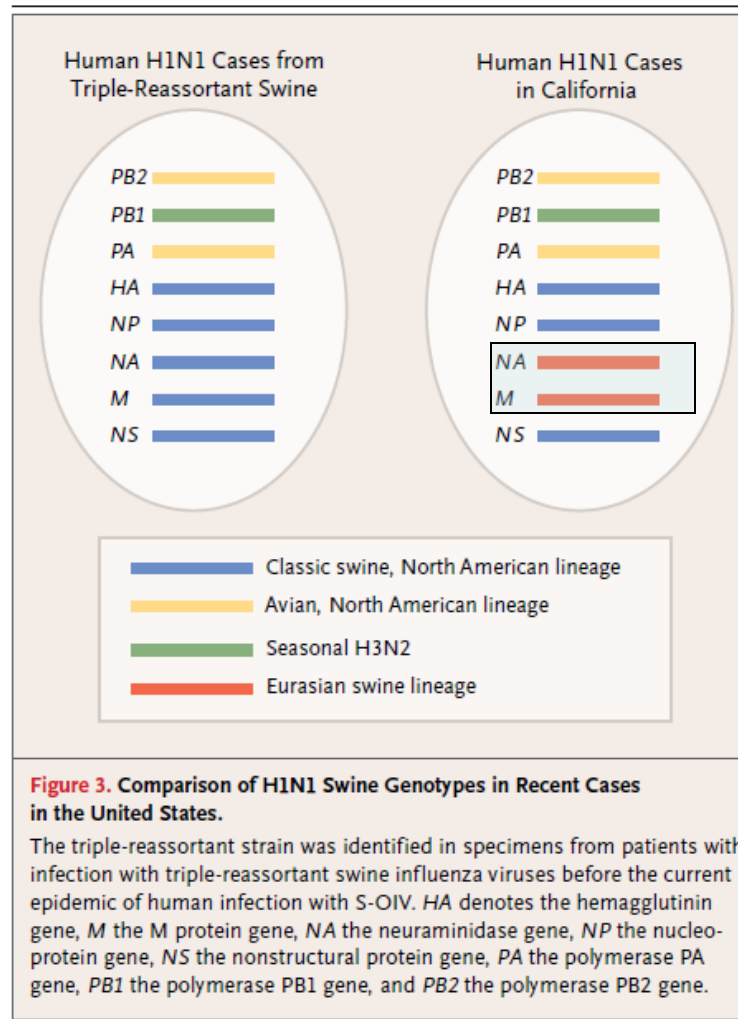 Human H1N1 Cases from
Triple-Reassortant Swine
PB2
PB1
PA
HA
NP
NA
M
NS
Human H1N1 Cases
in California
PB2
PB1
PA
HA
NP
NA
M
NS
Classic swine, North American lineage
Avian, North American lineage
Seasonal H3N2
Eurasian swine lineage
Figure 3. Comparison of H1N1 Swine Genotypes in Recent Cases
in the United States.
The triple-reassortant strain was identified in specimens from patients with
infection with triple-reassortant swine influenza viruses before the current
epidemic of human infection with S-OIV. HA denotes the hemagglutinin
gene, M the M protein gene, NA the neuraminidase gene, NP the nucleo-
protein gene, NS the nonstructural protein gene, PA the polymerase PA
gene, PB1 the polymerase PB1 gene, and PB2 the polymerase PB2 gene.